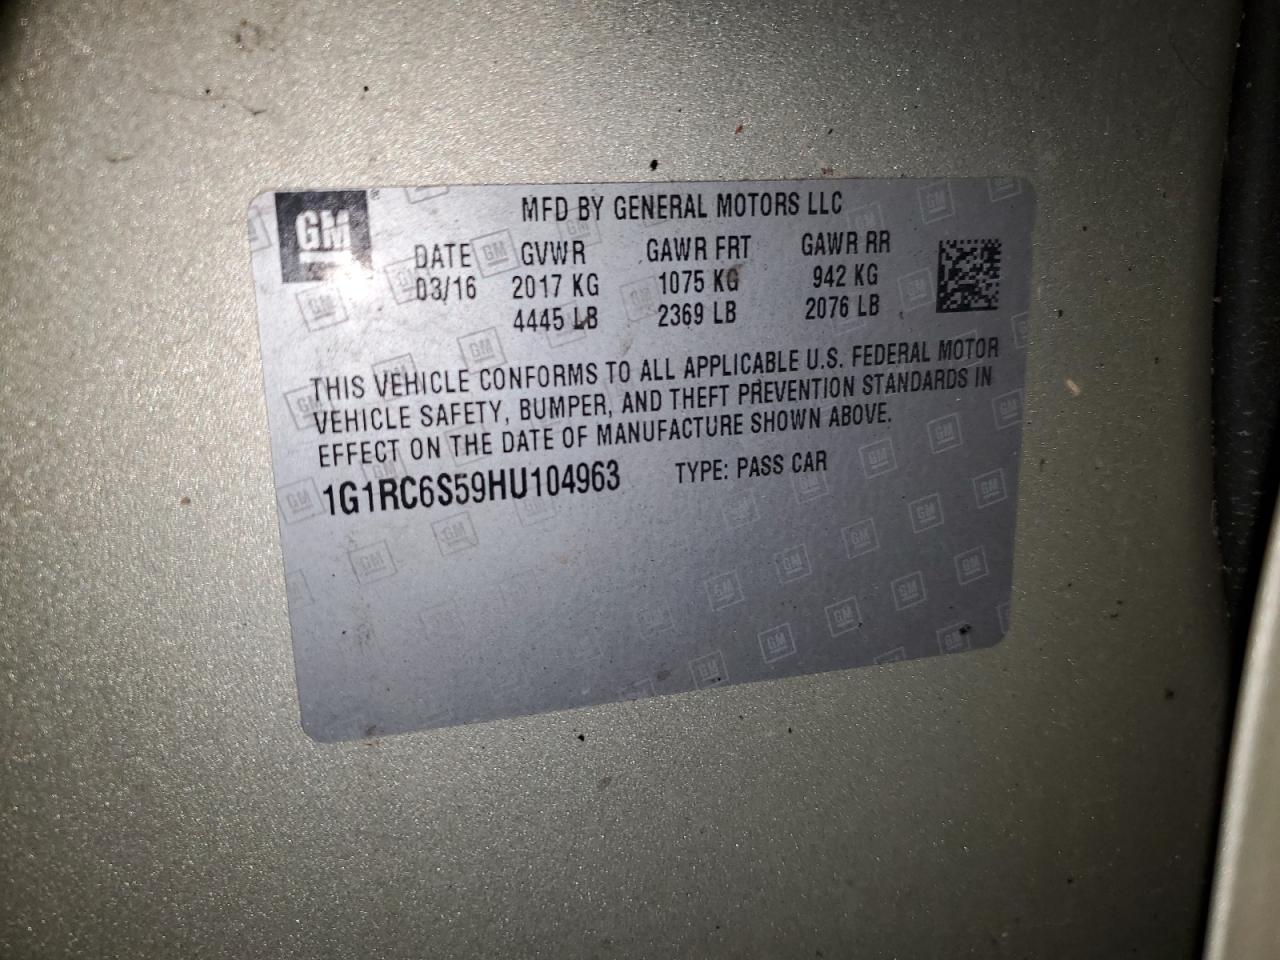 GM
MFD BY GENERAL MOTORS LLC
DATE GVWR GAWR FRT GAWR RR
03/16 2017 KG 1075 KG 942 KG
4445 LB 2369 LB 2076 LB
THIS VEHICLE CONFORMS TO ALL APPLICABLE U.S. FEDERAL MOTOR
VEHICLE SAFETY, BUMPER, AND THEFT PREVENTION STANDARDS IN
EFFECT ON THE DATE OF MANUFACTURE SHOWN ABOVE.
1G1RC6S59HU104963 TYPE: PASS CAR